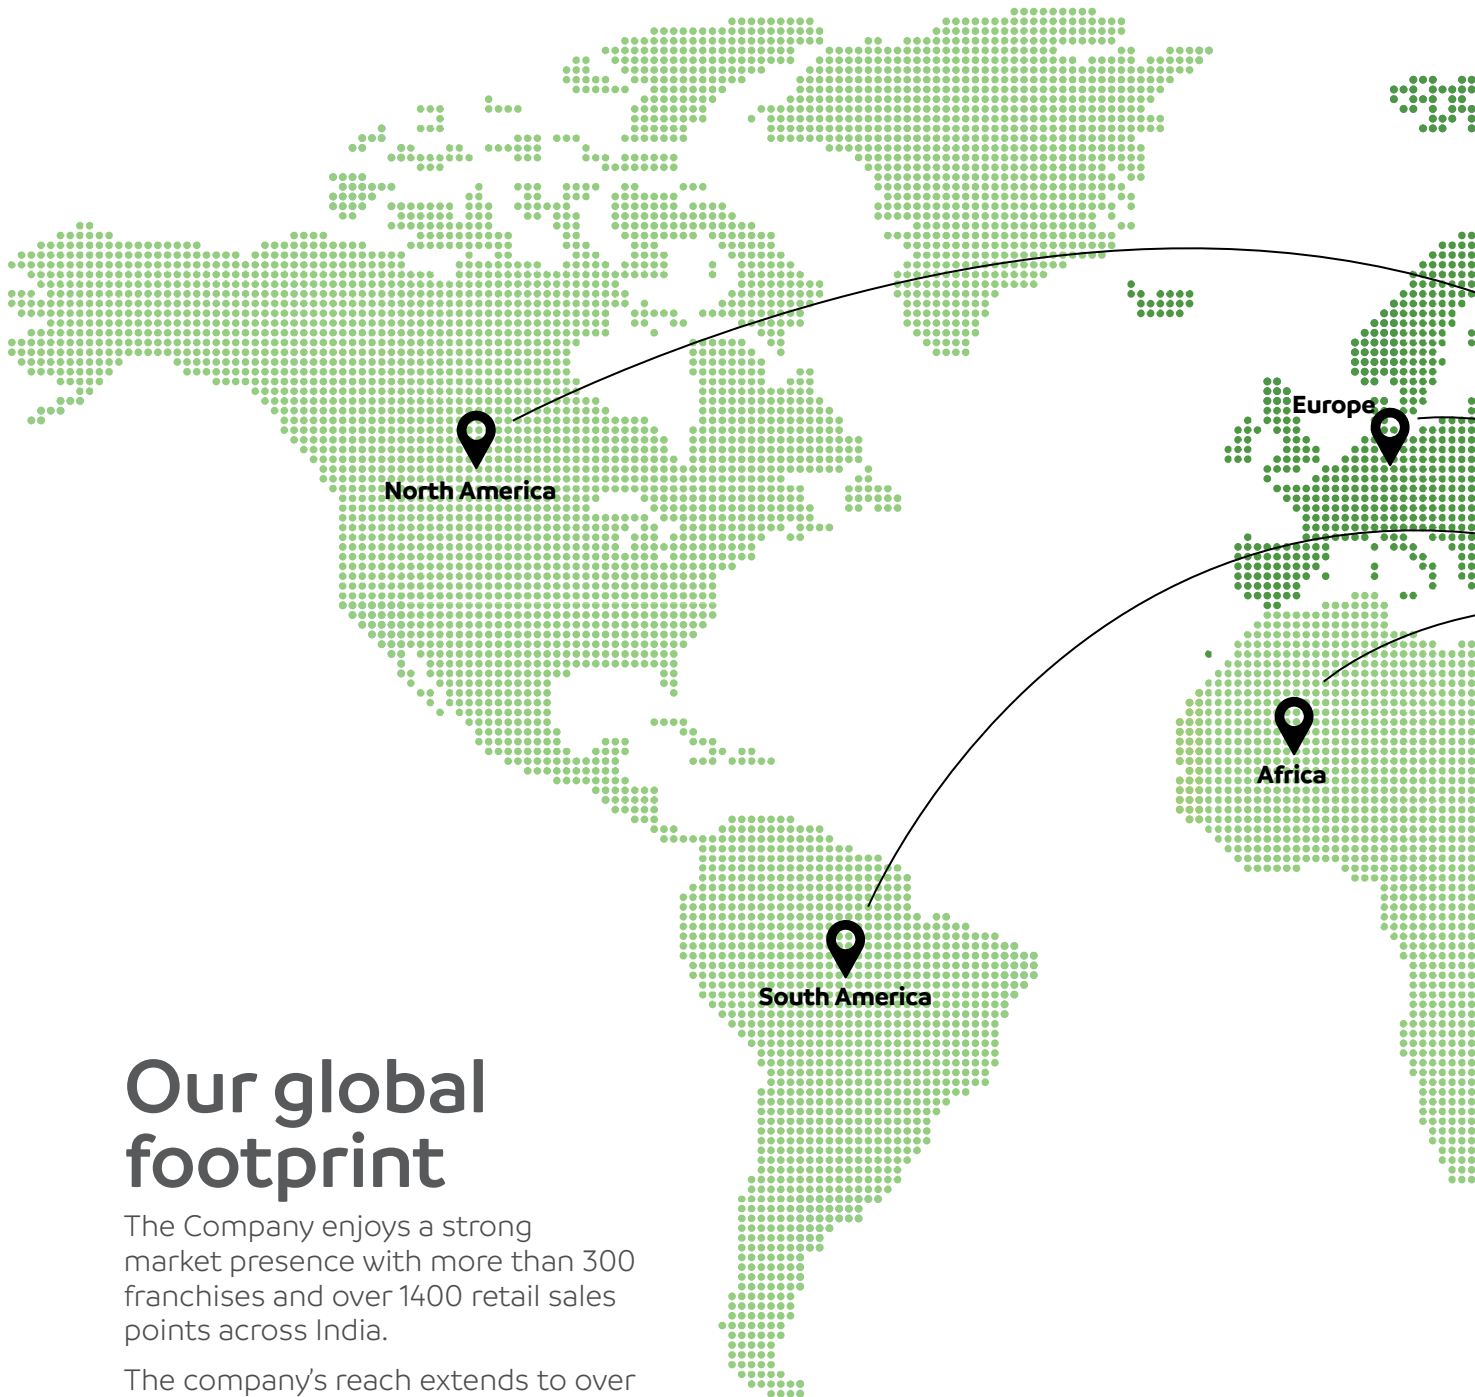 Europe
North America
Africa
South America
Our global
footprint
The Company enjoys a strong
market presence with more than 300
franchises and over 1400 retail sales
points across India.
The company's reach extends to over